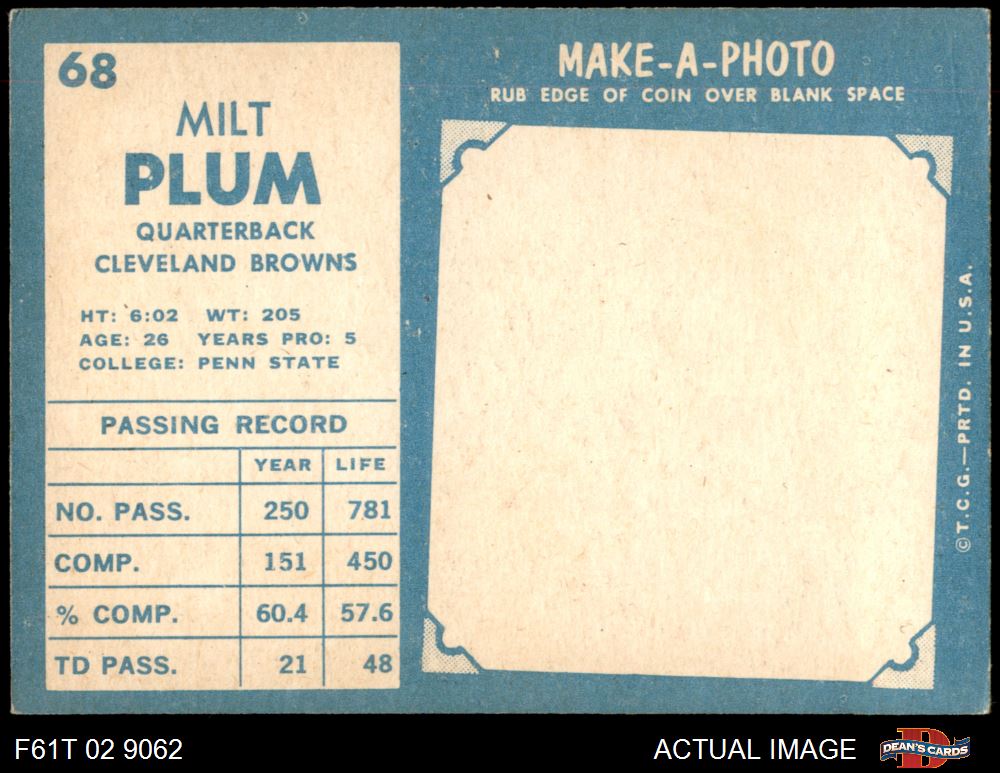 68
MILT
PLUM
QUARTERBACK
CLEVELAND BROWNS
HT: 6:02 WT: 205
AGE: 26 YEARS PRO: 5
COLLEGE: PENN STATE
PASSING RECORD
YEAR LIFE
NO. PASS. 250 781
COMP. 151 450
% COMP. 60.4 57.6
TD PASS. 21 48
MAKE-A-PHOTO
RUB EDGE OF COIN OVER BLANK SPACE
©T.C.G.—PRTD. IN U.S.A.
F61T 02 9062
ACTUAL IMAGE
D
DEAN'S CARDS